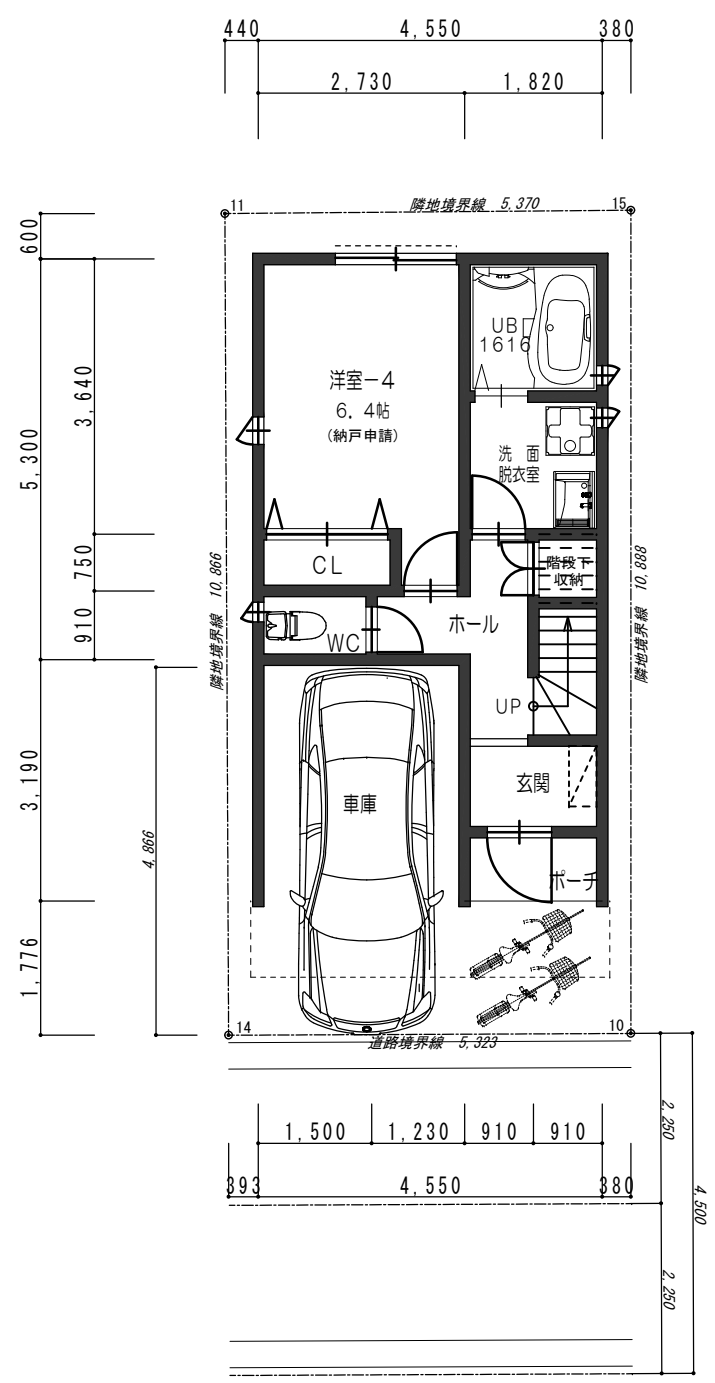 440 4,550 380
2,730 1,820
11 隣地境界線 5,370 15
600
5,300
3,640
750
910
3,190
4,866
1,776
UB
1616
洋室-4
6.4帖
(納戸申請)
洗面
脱衣室
CL
階段下
収納
隣地境界線 10,866
隣地境界線 10,888
WC
ホール
UP
車庫
玄関
ポーチ
14 道路境界線 5,323 10
1,500 1,230 910 910
393 4,550 380
2,250
4,500
2,250